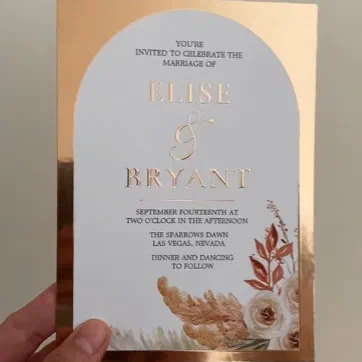 YOU'RE
INVITED TO CELEBRATE THE
MARRIAGE OF
ELISE
&
BRYANT
SEPTEMBER FOURTEENTH AT
TWO O'CLOCK IN THE AFTERNOON
THE SPARROWS DAWN
LAS VEGAS, NEVADA
DINNER AND DANCING
TO FOLLOW